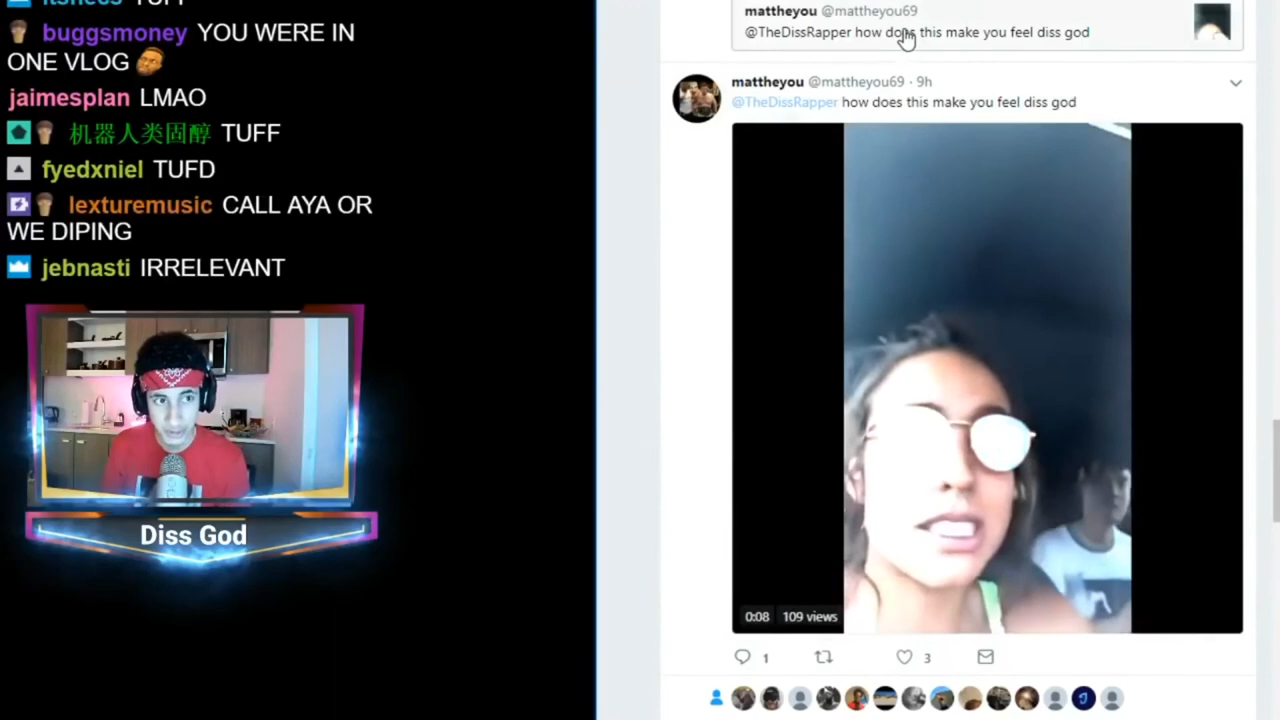 buggsmoney YOU WERE IN
ONE VLOG
jaimesplan LMAO
机器人类固醇 TUFF
fyedxniel TUFD
lexturemusic CALL AYA OR
WE DIPING
jebnasti IRRELEVANT
Diss God
mattheyou @mattheyou69
@TheDissRapper how does this make you feel diss god
mattheyou @mattheyou69 · 9h
@TheDissRapper how does this make you feel diss god
0:08 109 views
1 3